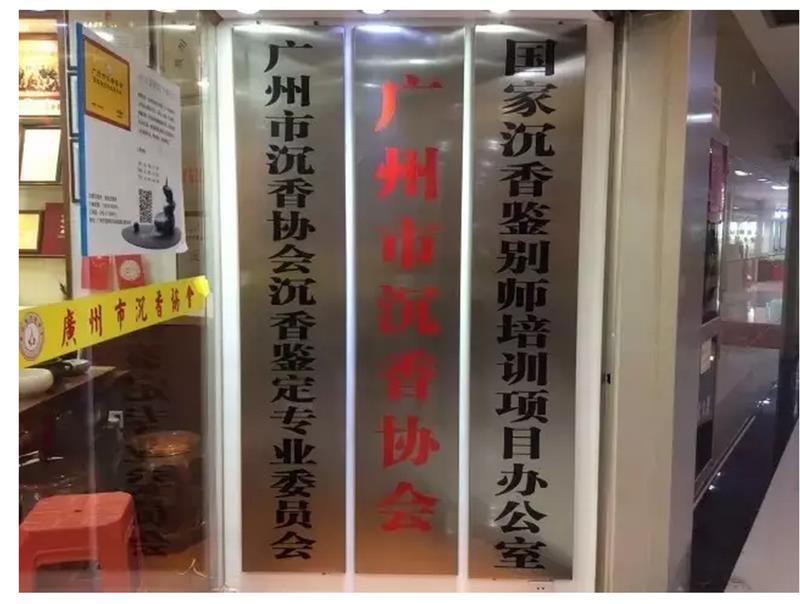 国家沉香鉴别师培训项目办公室
广州市沉香协会
广州市沉香协会沉香鉴定专业委员会
廣州市沉香協會